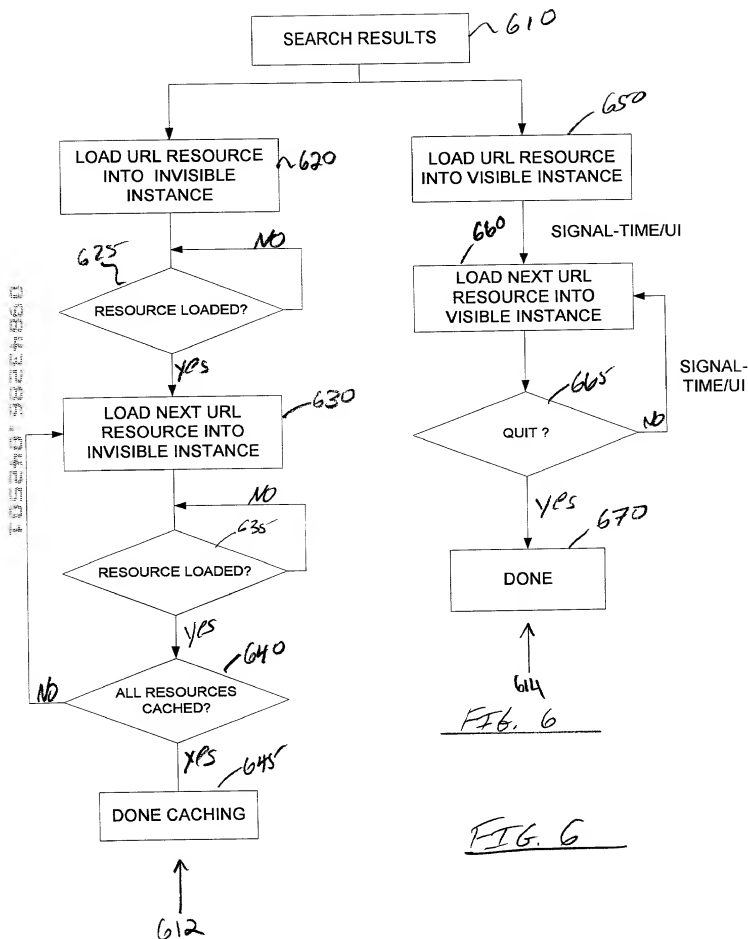 SEARCH RESULTS
610
LOAD URL RESOURCE
INTO INVISIBLE
INSTANCE
620
NO
625
RESOURCE LOADED?
yes
LOAD NEXT URL
RESOURCE INTO
INVISIBLE INSTANCE
630
NO
635
RESOURCE LOADED?
yes
640
ALL RESOURCES
CACHED?
NO
yes
645
DONE CACHING
612
650
LOAD URL RESOURCE
INTO VISIBLE INSTANCE
660
SIGNAL-TIME/UI
LOAD NEXT URL
RESOURCE INTO
VISIBLE INSTANCE
SIGNAL-
TIME/UI
665
QUIT ?
NO
yes
670
DONE
614
FIG. 6
FIG. 6